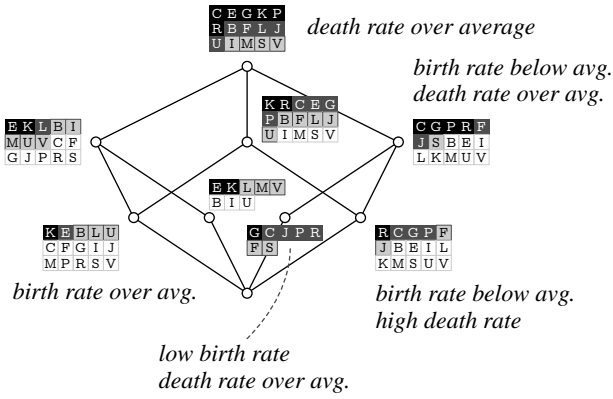 C E G K P
R B F L J
U I M S V
death rate over average
birth rate below avg.
death rate over avg.
K R C E G
P B F L J
U I M S V
E K L B I
M U V C F
G J P R S
C G P R F
J S B E I
L K M U V
E K L M V
B I U
K E B L U
C F G I J
M P R S V
G C J P R
F S
R C G P F
J B E I L
K M S U V
birth rate over avg.
birth rate below avg.
high death rate
low birth rate
death rate over avg.